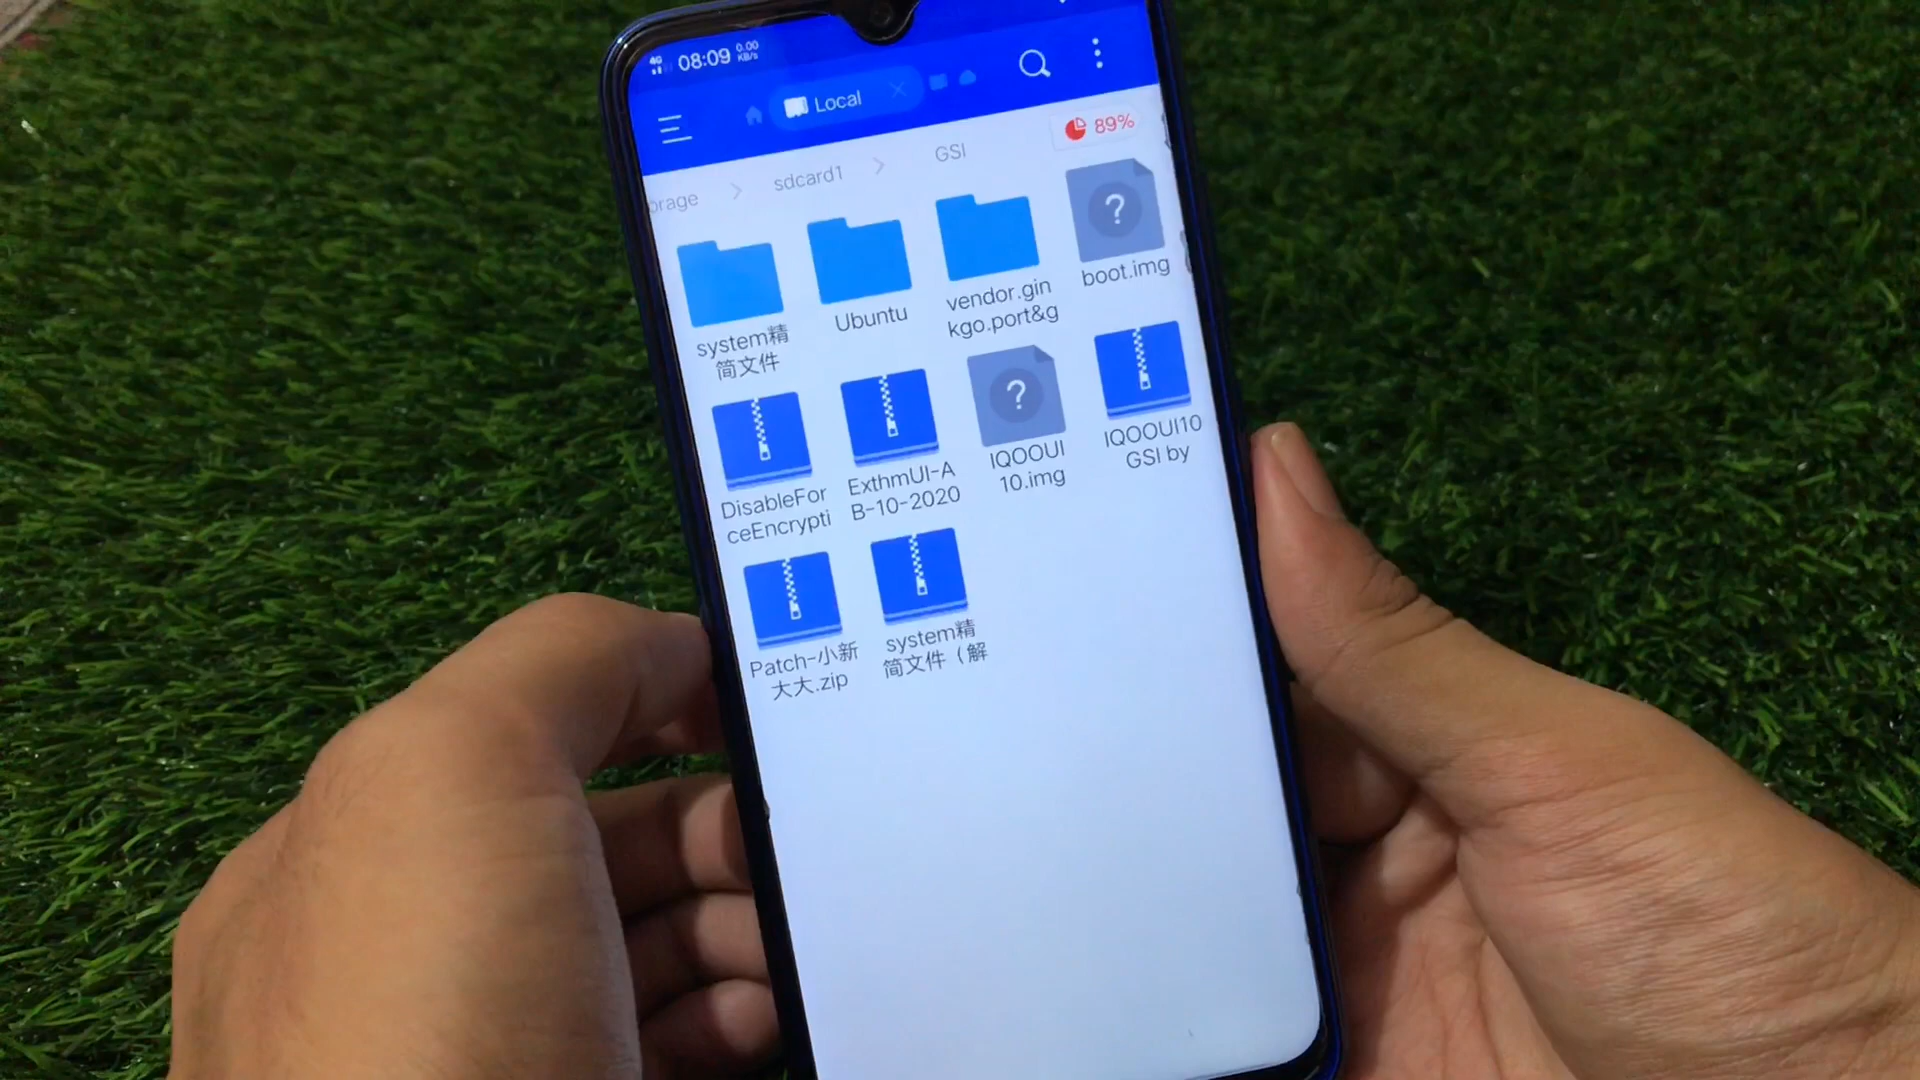 4G 08:09 0.00 KB/s
Local
89%
orage > sdcard1 > GSI
system精
简文件
Ubuntu
vendor.gin
kgo.port&g
boot.img
DisableFor
ceEncrypti
ExthmUI-A
B-10-2020
IQOOUI
10.img
IQOOUI10
GSI by
Patch-小新
大大.zip
system精
简文件（解